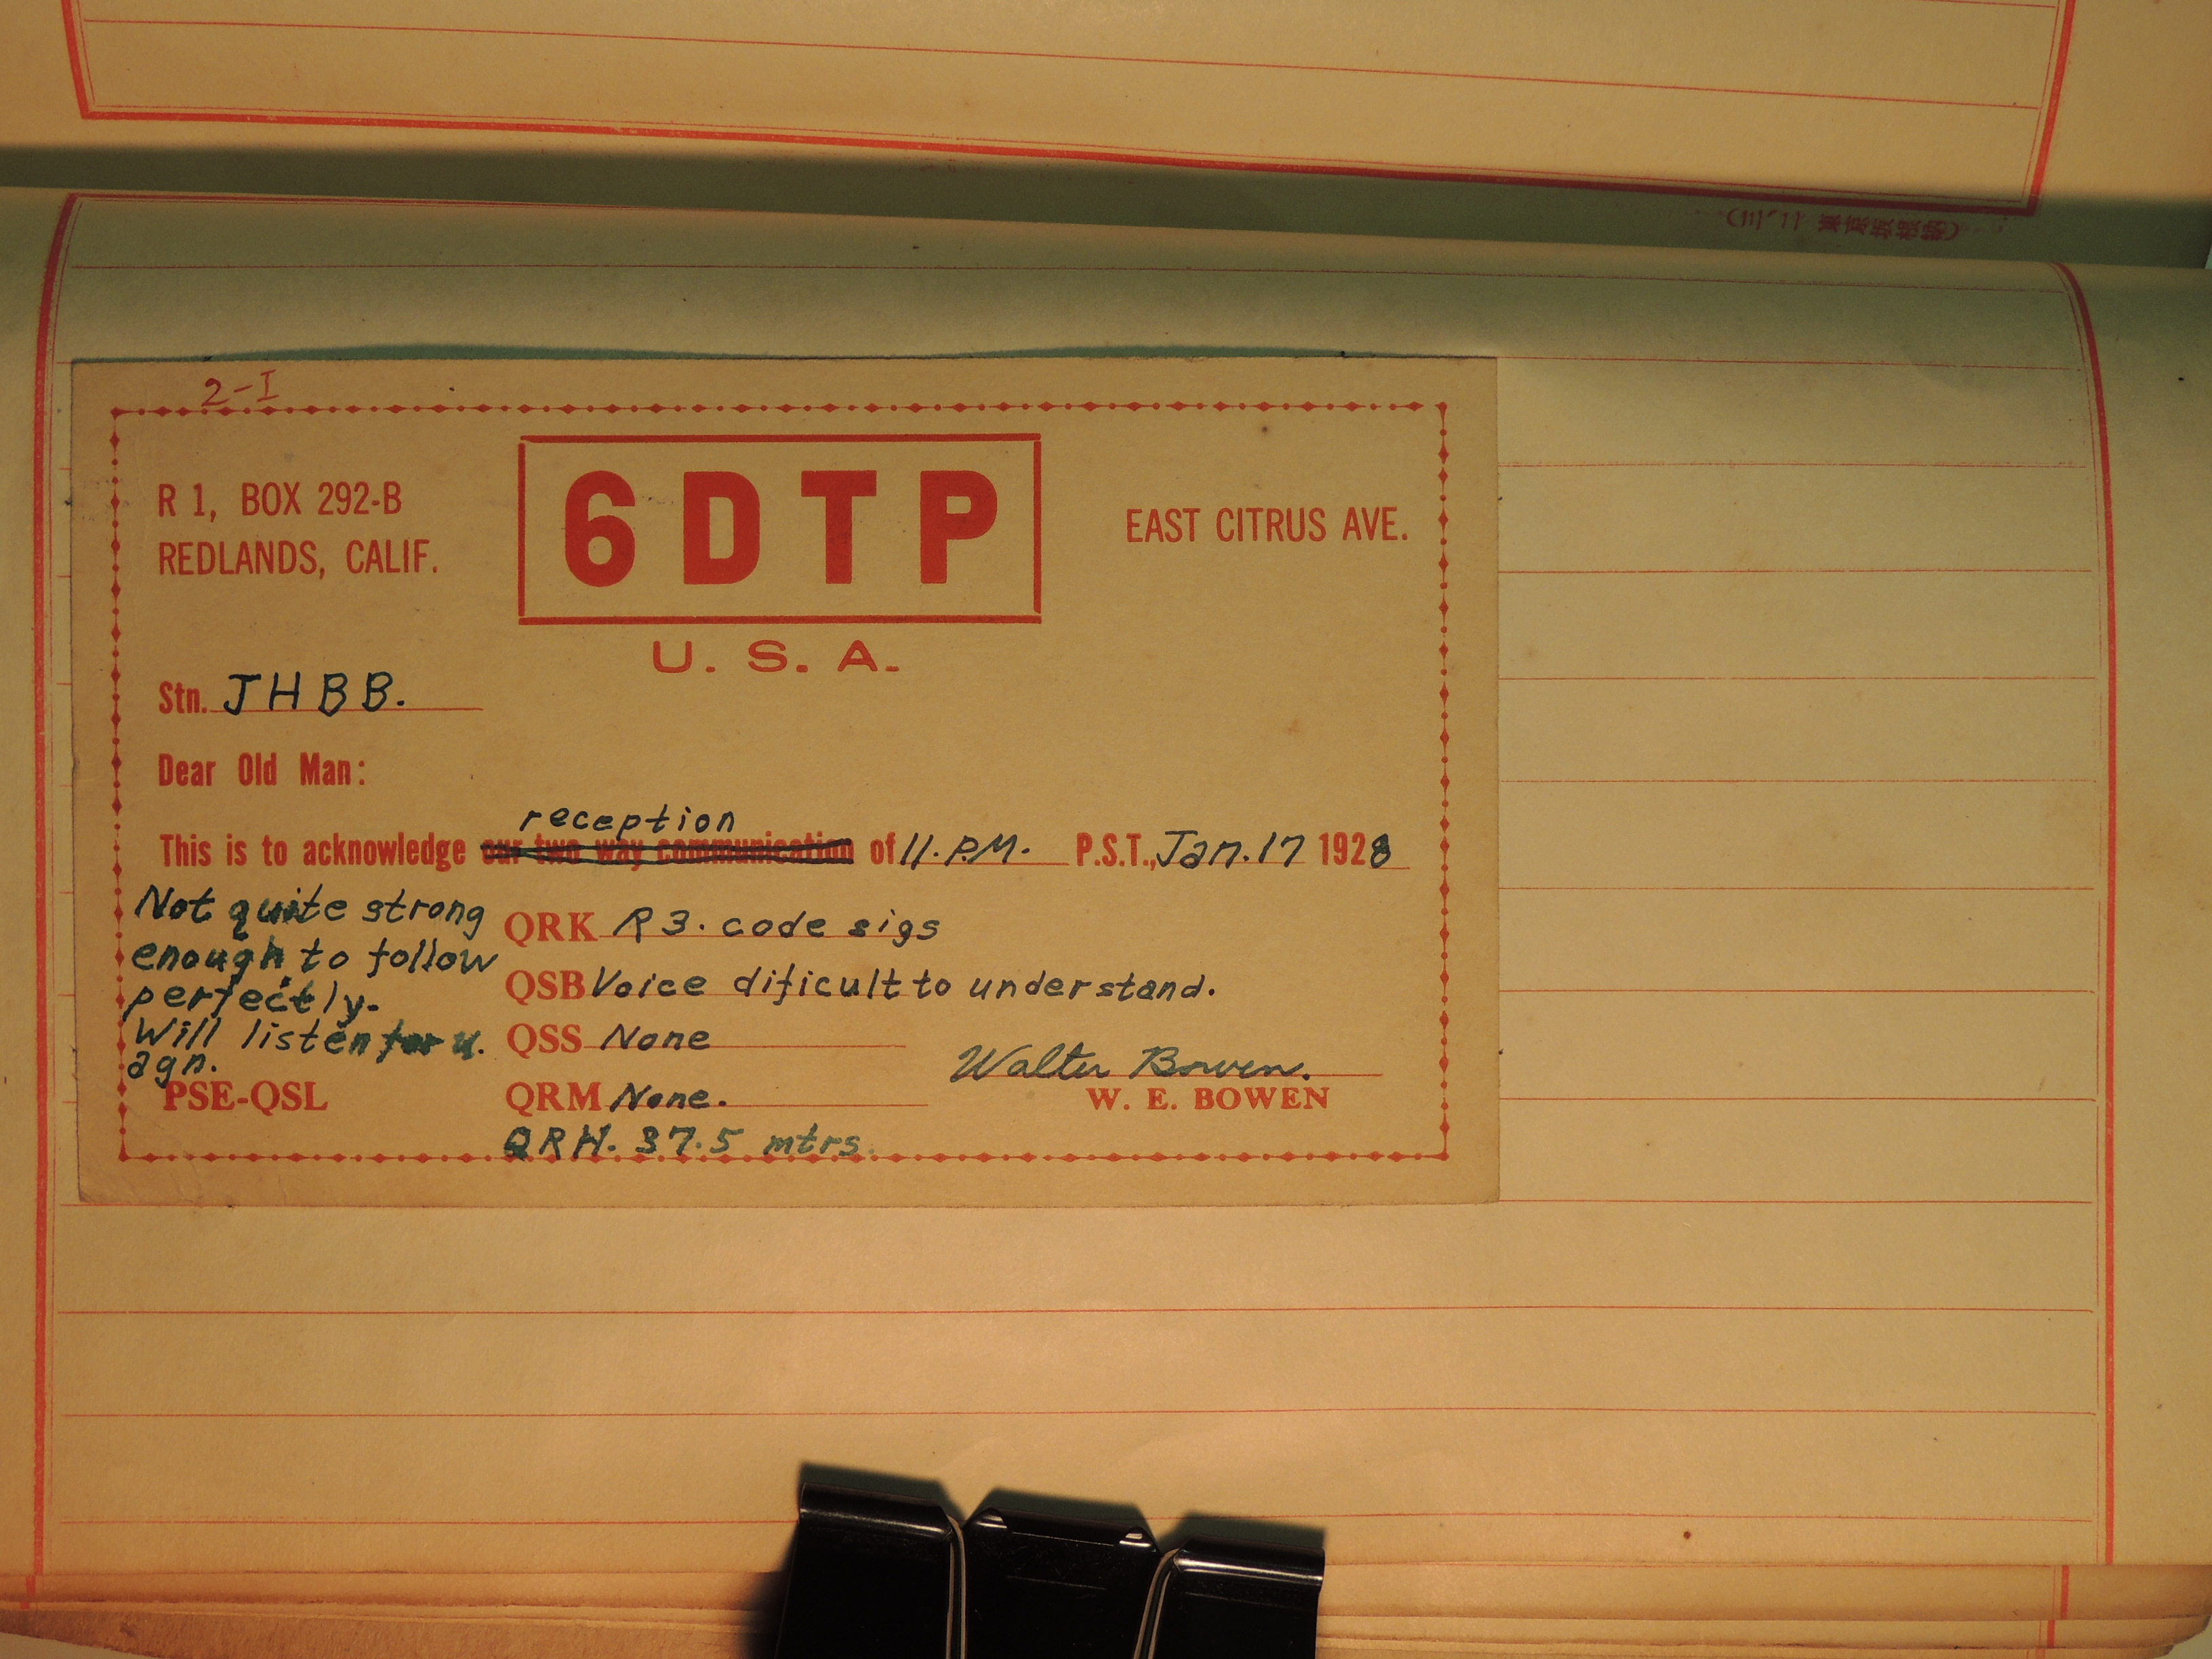 2-I
R 1, BOX 292-B
REDLANDS, CALIF.
6DTP
U. S. A.
EAST CITRUS AVE.
Stn. JHBB.
Dear Old Man:
reception
This is to acknowledge our two way communication of 11. P.M. P.S.T., Jan. 17 1928
Not quite strong
enough to follow
perfectly.
Will listen for u.
agn.
PSE-QSL
QRK R3. code sigs
QSB Voice dificult to understand.
QSS None
QRM None.
QRH. 37.5 mtrs.
Walter Bowen.
W. E. BOWEN